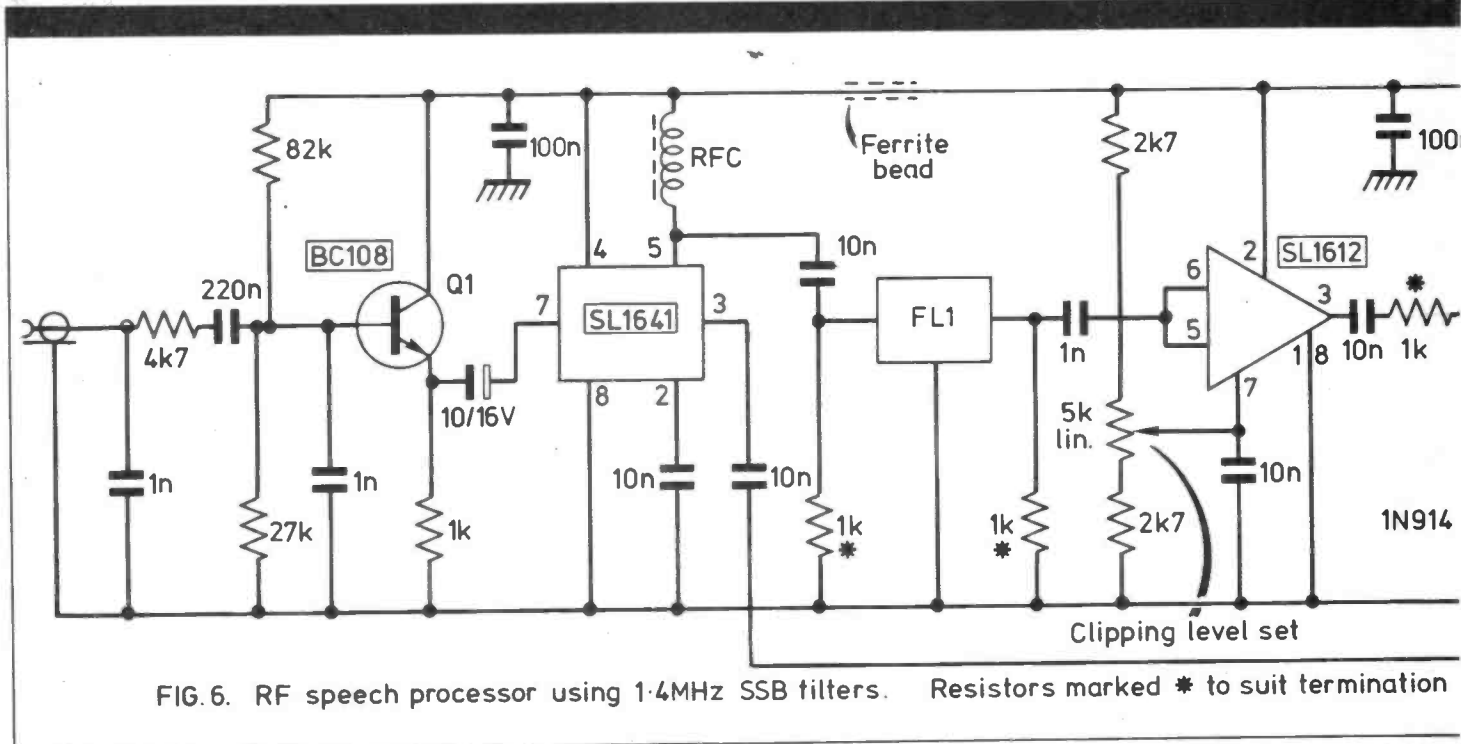 82k
100n
RFC
Ferrite
bead
2k7
100n
BC108
Q1
4
5
10n
2
SL1612
220n
6
3
*
7
SL1641
3
FL1
5
1 8
10n
1k
4k7
1n
10/16V
8
2
5k
lin.
7
1n
27k
1n
1k
10n
10n
1k
*
1k
*
2k7
10n
1N914
Clipping level set
FIG. 6. RF speech processor using 1·4MHz SSB filters. Resistors marked * to suit termination